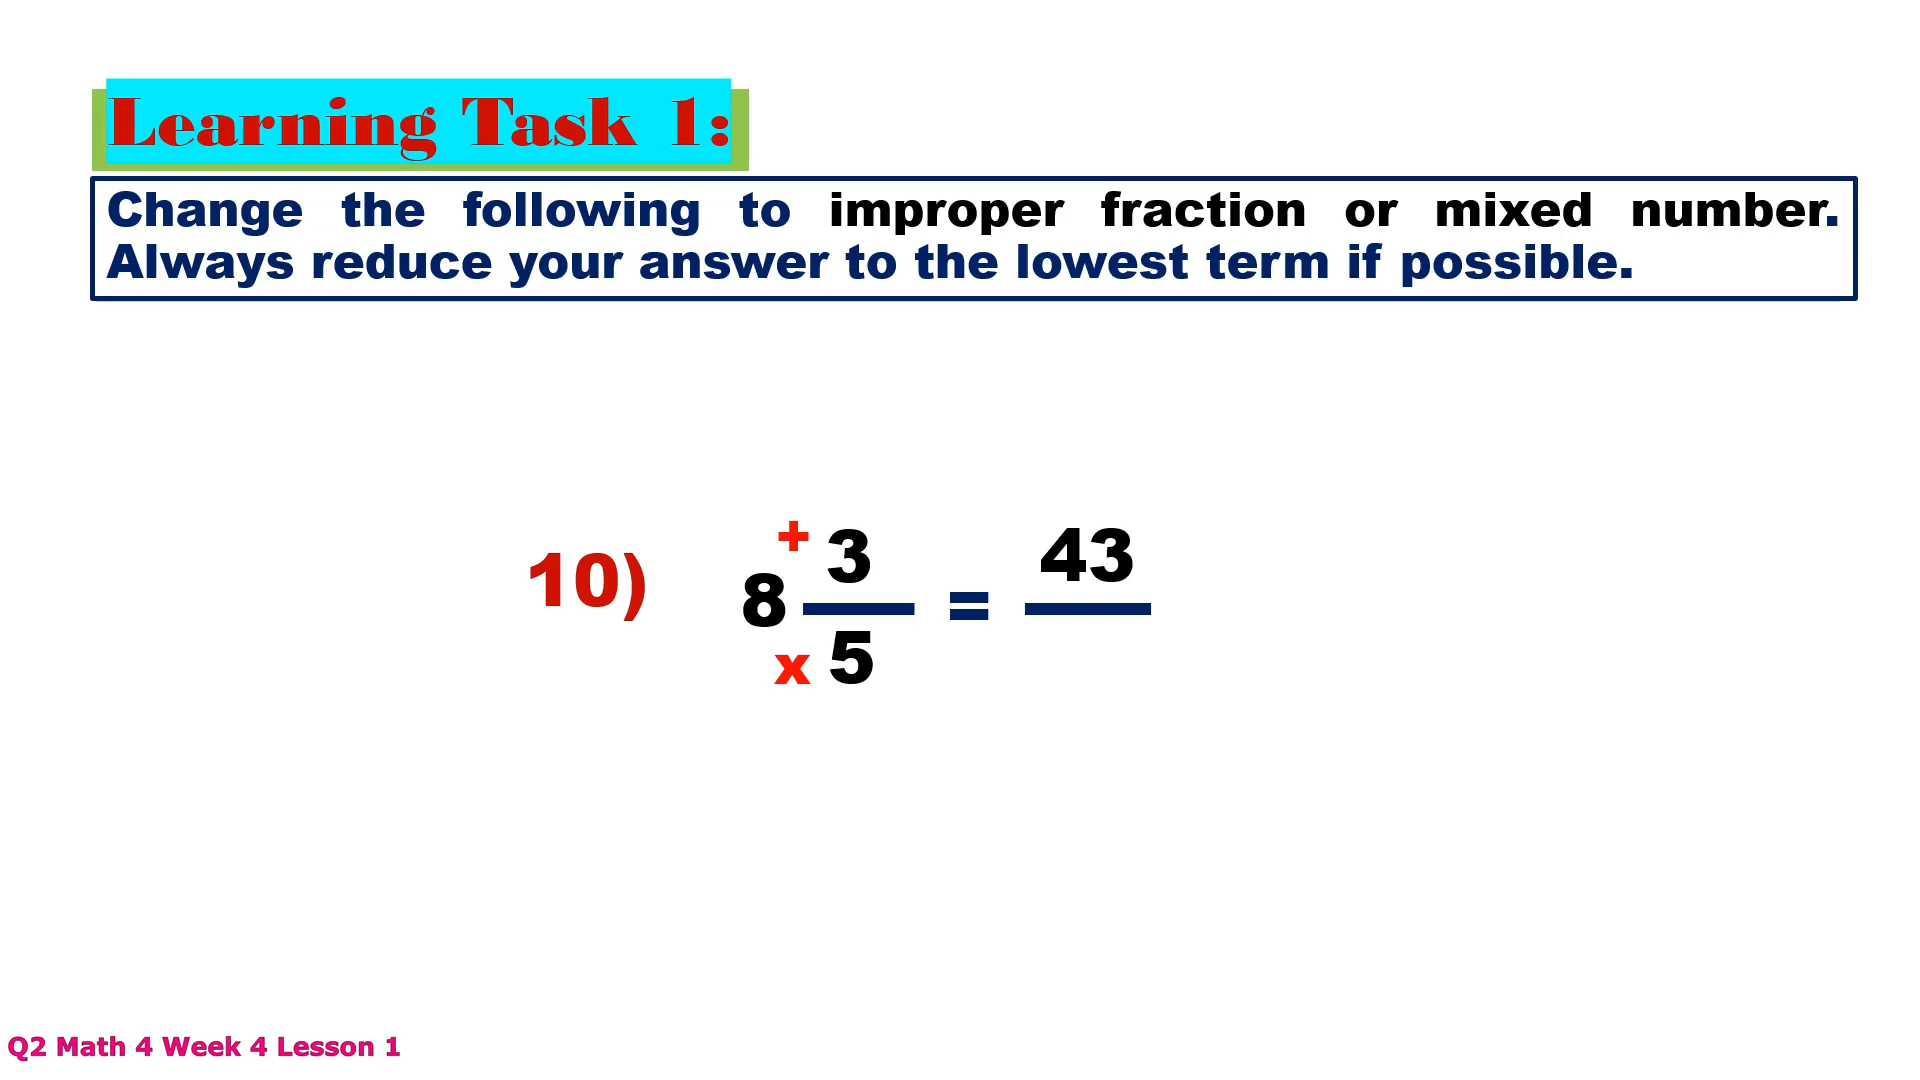 Learning Task 1:
Change the following to improper fraction or mixed number.
Always reduce your answer to the lowest term if possible.
+ 3 43
10) 8 =
x 5
Q2 Math 4 Week 4 Lesson 1